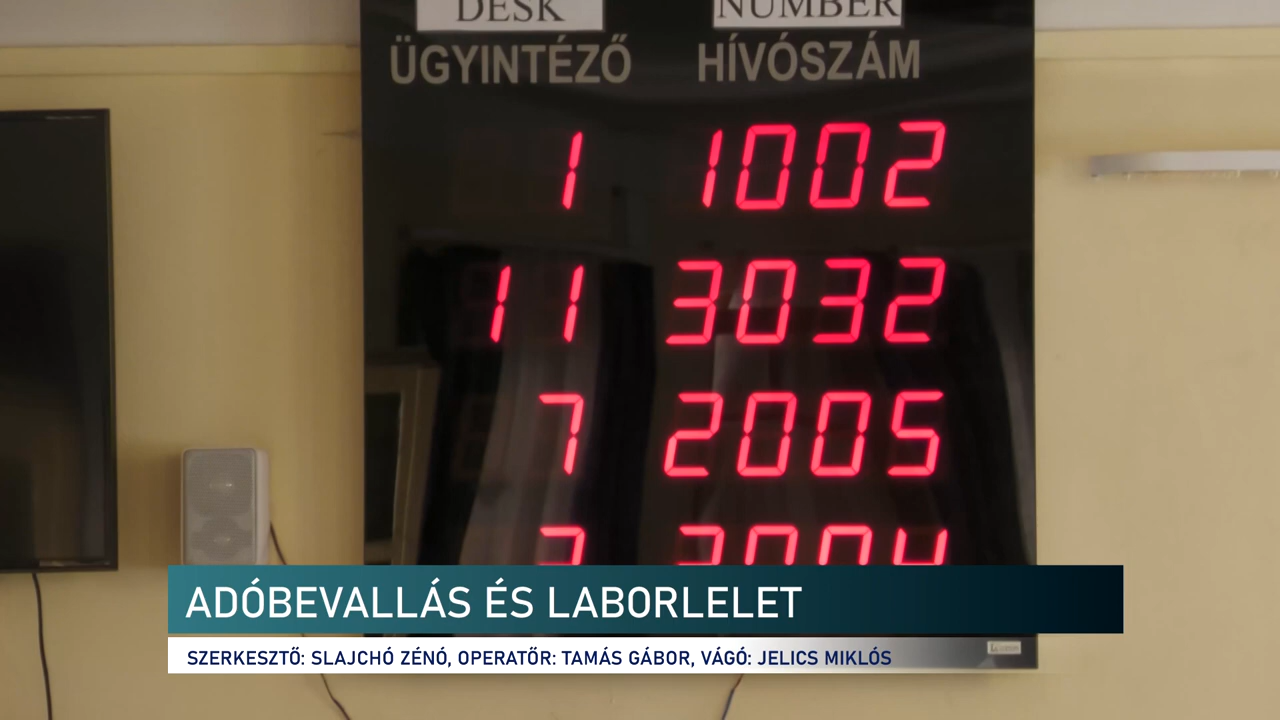 DESK NUMBER
ÜGYINTÉZŐ HÍVÓSZÁM
1 1002
11 3032
7 2005
ADÓBEVALLÁS ÉS LABORLELET
SZERKESZTŐ: SLAJCHÓ ZÉNÓ, OPERATŐR: TAMÁS GÁBOR, VÁGÓ: JELICS MIKLÓS